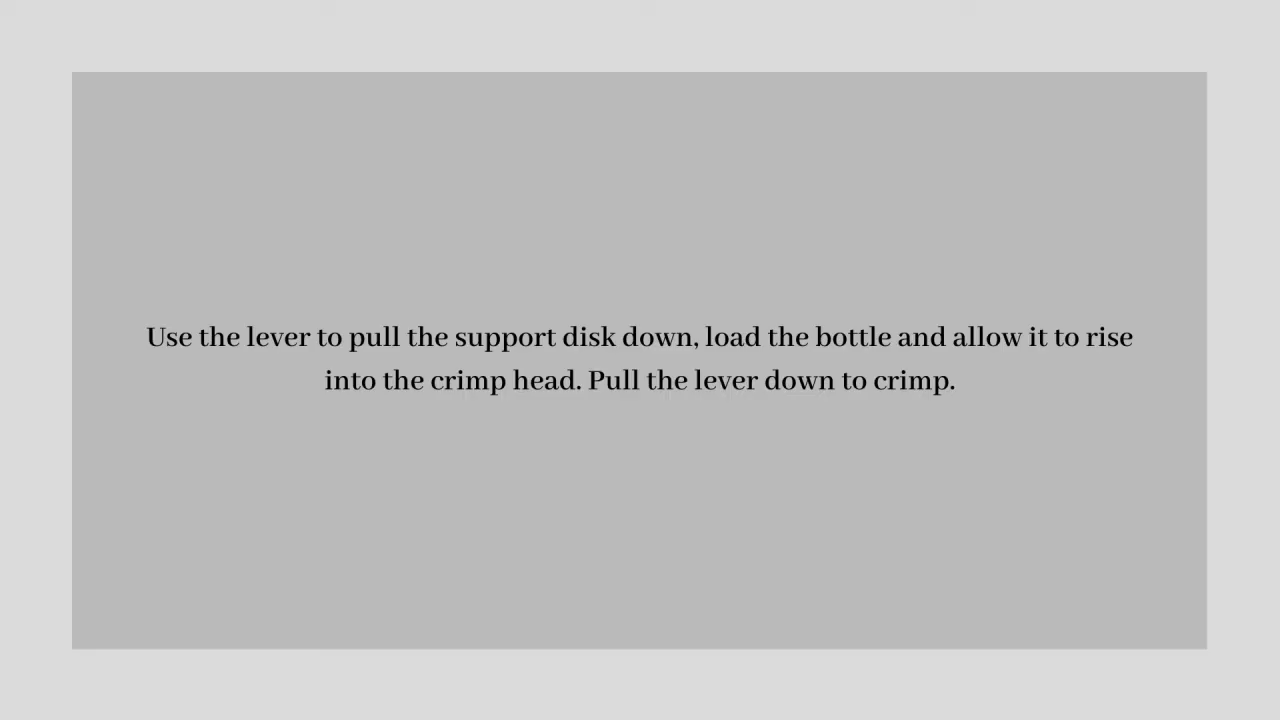 Use the lever to pull the support disk down, load the bottle and allow it to rise
into the crimp head. Pull the lever down to crimp.